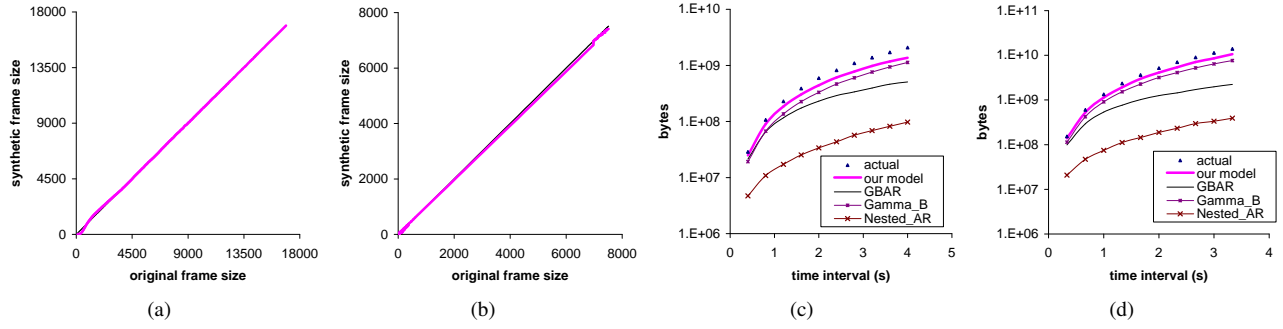 18000
13500
9000
4500
0
0 4500 9000 13500 18000
synthetic frame size
original frame size
(a)
8000
6000
4000
2000
0
0 2000 4000 6000 8000
synthetic frame size
original frame size
(b)
1.E+10
1.E+09
1.E+08
1.E+07
1.E+06
0 1 2 3 4 5
bytes
time interval (s)
actual
our model
GBAR
Gamma_B
Nested_AR
(c)
1.E+11
1.E+10
1.E+09
1.E+08
1.E+07
1.E+06
0 1 2 3 4
bytes
time interval (s)
actual
our model
GBAR
Gamma_B
Nested_AR
(d)